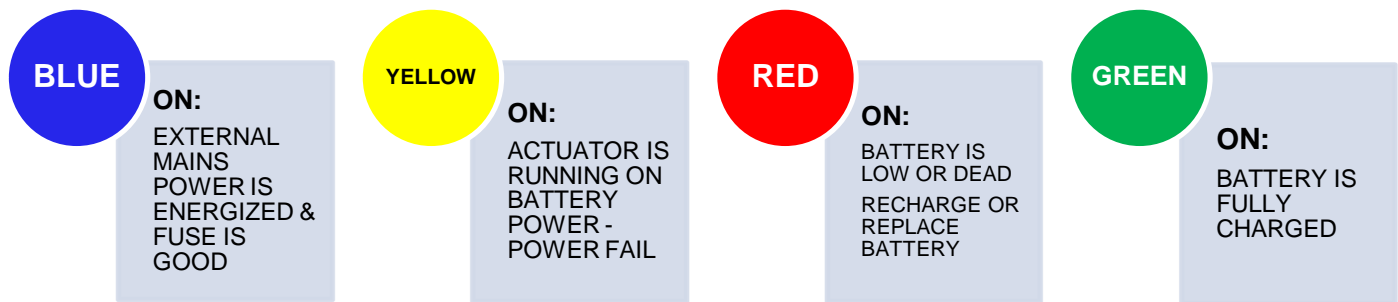 BLUE
ON:
EXTERNAL
MAINS
POWER IS
ENERGIZED &
FUSE IS
GOOD
YELLOW
ON:
ACTUATOR IS
RUNNING ON
BATTERY
POWER -
POWER FAIL
RED
ON:
BATTERY IS
LOW OR DEAD
RECHARGE OR
REPLACE
BATTERY
GREEN
ON:
BATTERY IS
FULLY
CHARGED